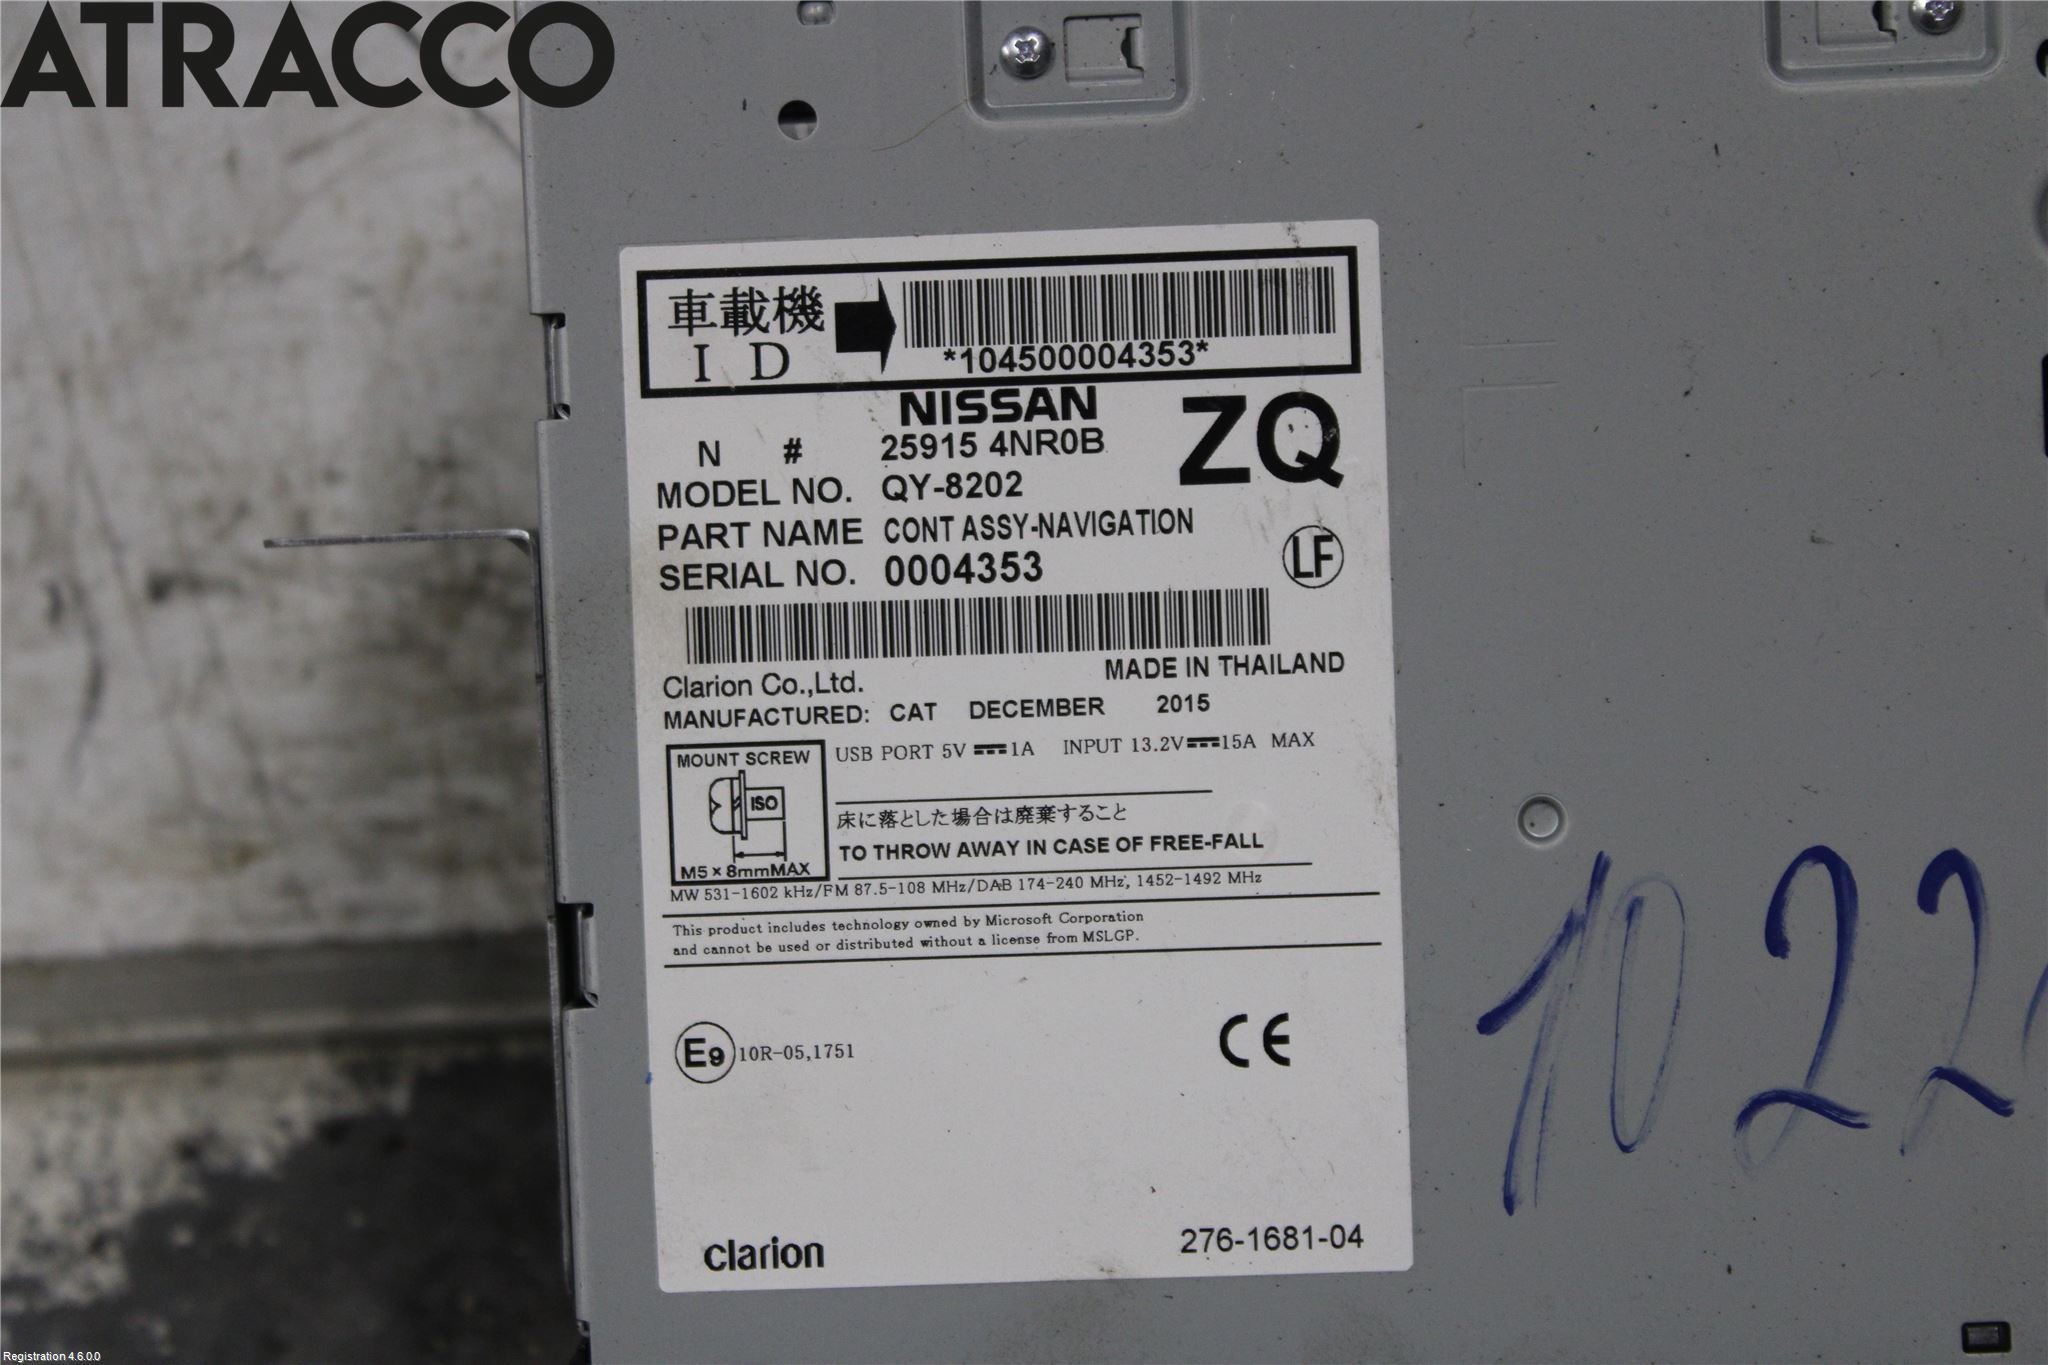 ATRACCO
車載機
ID
*104500004353*
NISSAN
N # 25915 4NR0B
ZQ
MODEL NO. QY-8202
PART NAME CONT ASSY-NAVIGATION
SERIAL NO. 0004353
LF
MADE IN THAILAND
Clarion Co.,Ltd.
MANUFACTURED: CAT DECEMBER 2015
MOUNT SCREW
ISO
M5×8mmMAX
USB PORT 5V 1A INPUT 13.2V 15A MAX
床に落とした場合は廃棄すること
TO THROW AWAY IN CASE OF FREE-FALL
MW 531-1602 kHz/FM 87.5-108 MHz/DAB 174-240 MHz, 1452-1492 MHz
This product includes technology owned by Microsoft Corporation
and cannot be used or distributed without a license from MSLGP.
E9 10R-05,1751
CE
clarion
276-1681-04
1022
Registration 4.6.0.0